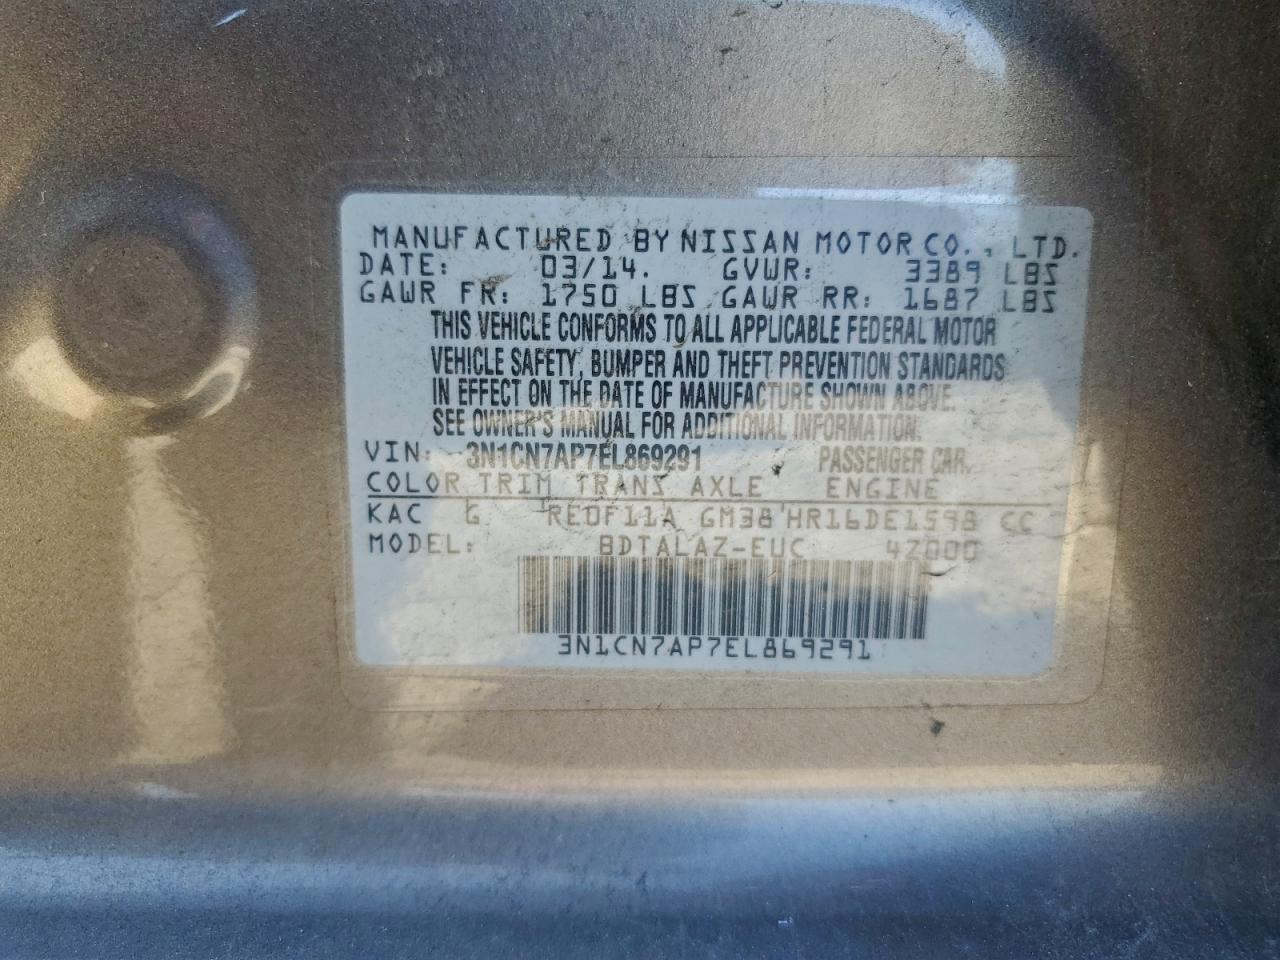 MANUFACTURED BY NISSAN MOTOR CO., LTD.
DATE: 03/14. GVWR: 3389 LBS
GAWR FR: 1750 LBS GAWR RR: 1687 LBS
THIS VEHICLE CONFORMS TO ALL APPLICABLE FEDERAL MOTOR
VEHICLE SAFETY, BUMPER AND THEFT PREVENTION STANDARDS
IN EFFECT ON THE DATE OF MANUFACTURE SHOWN ABOVE.
SEE OWNER'S MANUAL FOR ADDITIONAL INFORMATION.
VIN: 3N1CN7AP7EL869291 PASSENGER CAR.
COLOR TRIM TRANS AXLE ENGINE
KAC G RE0F11A GM38 HR16DE1598 CC
MODEL: BDTALAZ-EUC 4Z000
3N1CN7AP7EL869291